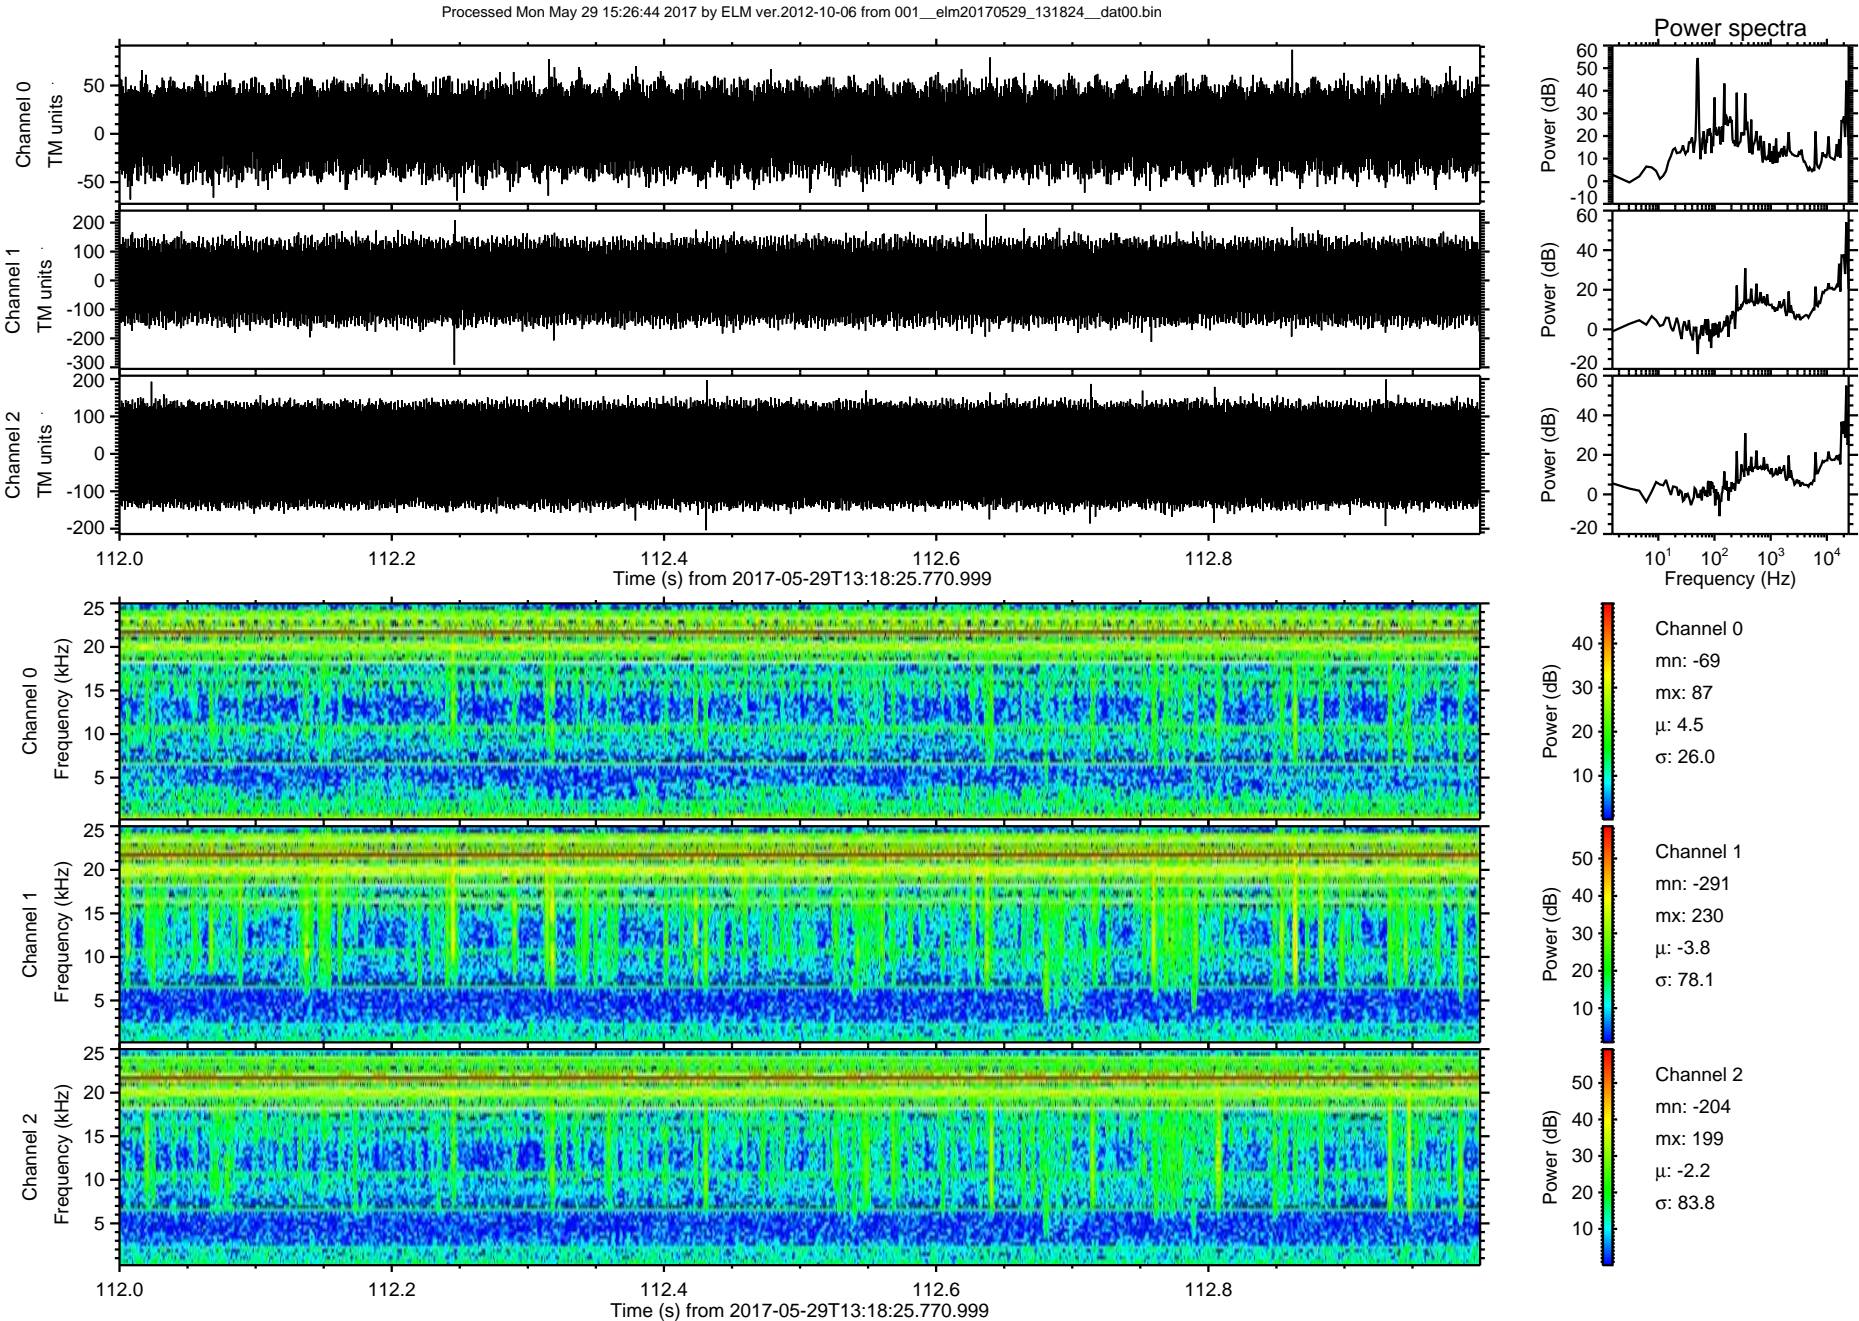 Processed Mon May 29 15:26:44 2017 by ELM ver.2012-10-06 from 001__elm20170529_131824__dat00.bin
Power spectra
Channel 0
TM units
50
0
-50
Power (dB)
60
50
40
30
20
10
0
-10
Channel 1
TM units
200
100
0
-100
-200
-300
Power (dB)
60
40
20
0
-20
Channel 2
TM units
200
100
0
-100
-200
Power (dB)
60
40
20
0
-20
112.0 112.2 112.4 112.6 112.8
Time (s) from 2017-05-29T13:18:25.770.999
10^1 10^2 10^3 10^4
Frequency (Hz)
Channel 0
Frequency (kHz)
25
20
15
10
5
Power (dB)
40
30
20
10
Channel 0
mn: -69
mx: 87
μ: 4.5
σ: 26.0
Channel 1
Frequency (kHz)
25
20
15
10
5
Power (dB)
50
40
30
20
10
Channel 1
mn: -291
mx: 230
μ: -3.8
σ: 78.1
Channel 2
Frequency (kHz)
25
20
15
10
5
Power (dB)
50
40
30
20
10
Channel 2
mn: -204
mx: 199
μ: -2.2
σ: 83.8
112.0 112.2 112.4 112.6 112.8
Time (s) from 2017-05-29T13:18:25.770.999